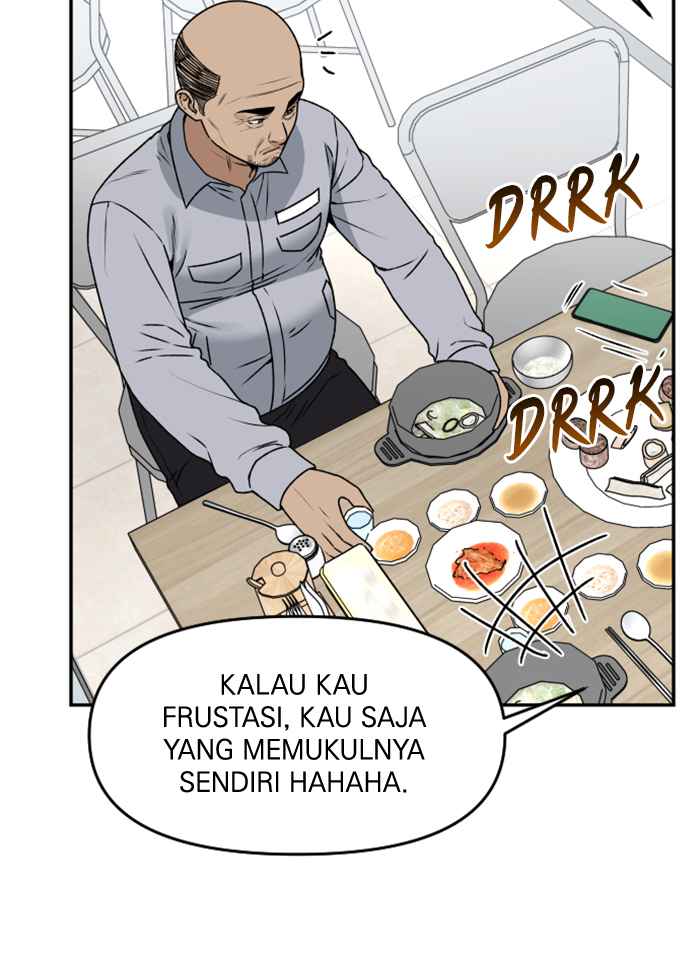 DRRK
DRRK
KALAU KAU
FRUSTASI, KAU SAJA
YANG MEMUKULNYA
SENDIRI HAHAHA.